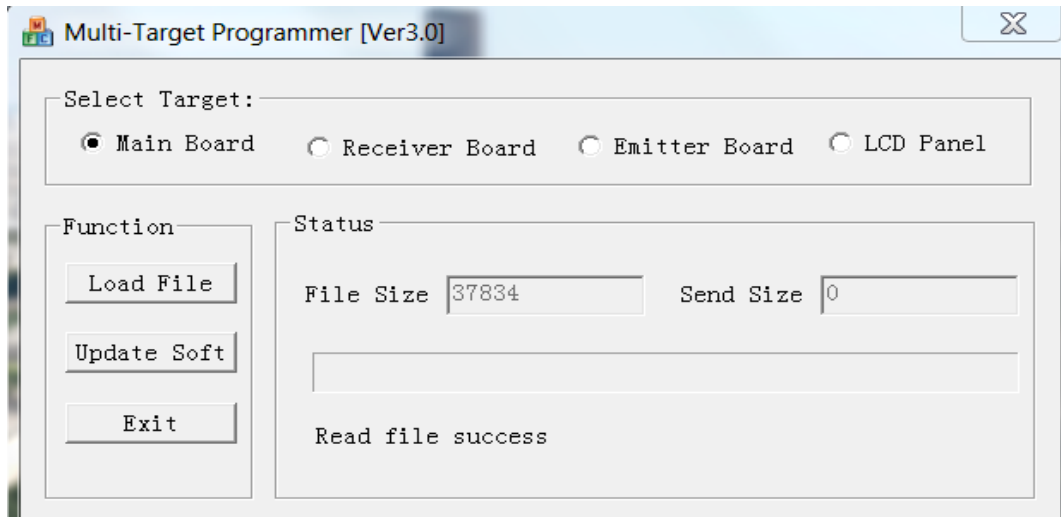 Multi-Target Programmer [Ver3.0]
Select Target:
Main Board Receiver Board Emitter Board LCD Panel
Function
Status
Load File
File Size 37834 Send Size 0
Update Soft
Exit
Read file success